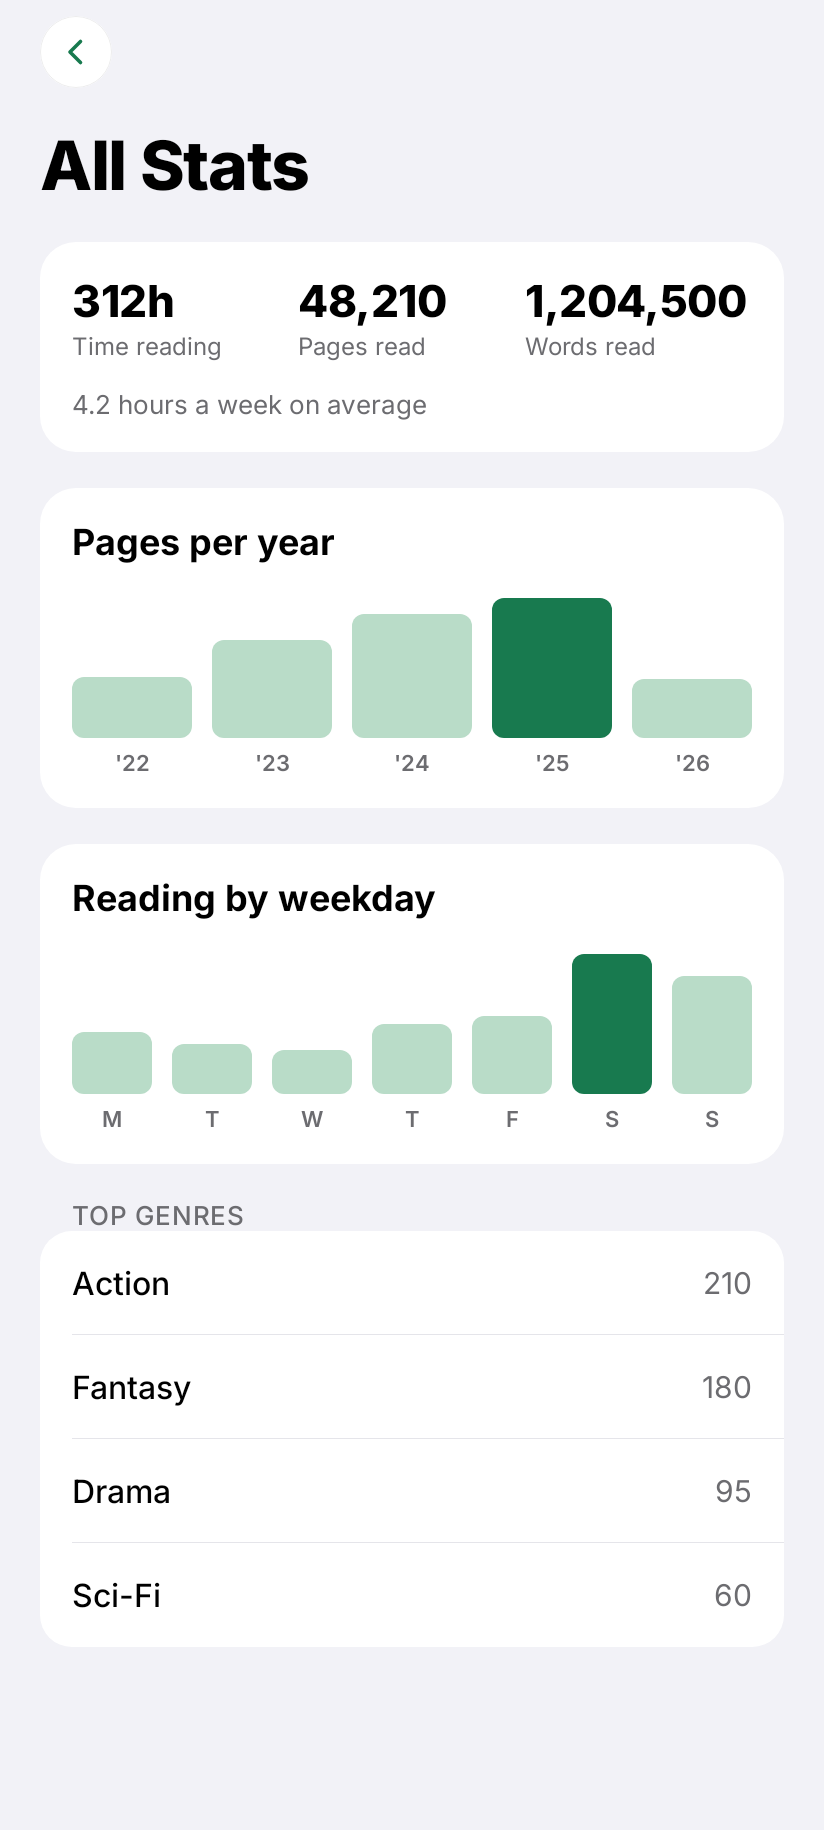 All Stats
312h 48,210 1,204,500
Time reading Pages read Words read
4.2 hours a week on average
Pages per year
'22 '23 '24 '25 '26
Reading by weekday
M T W T F S S
TOP GENRES
Action 210
Fantasy 180
Drama 95
Sci-Fi 60